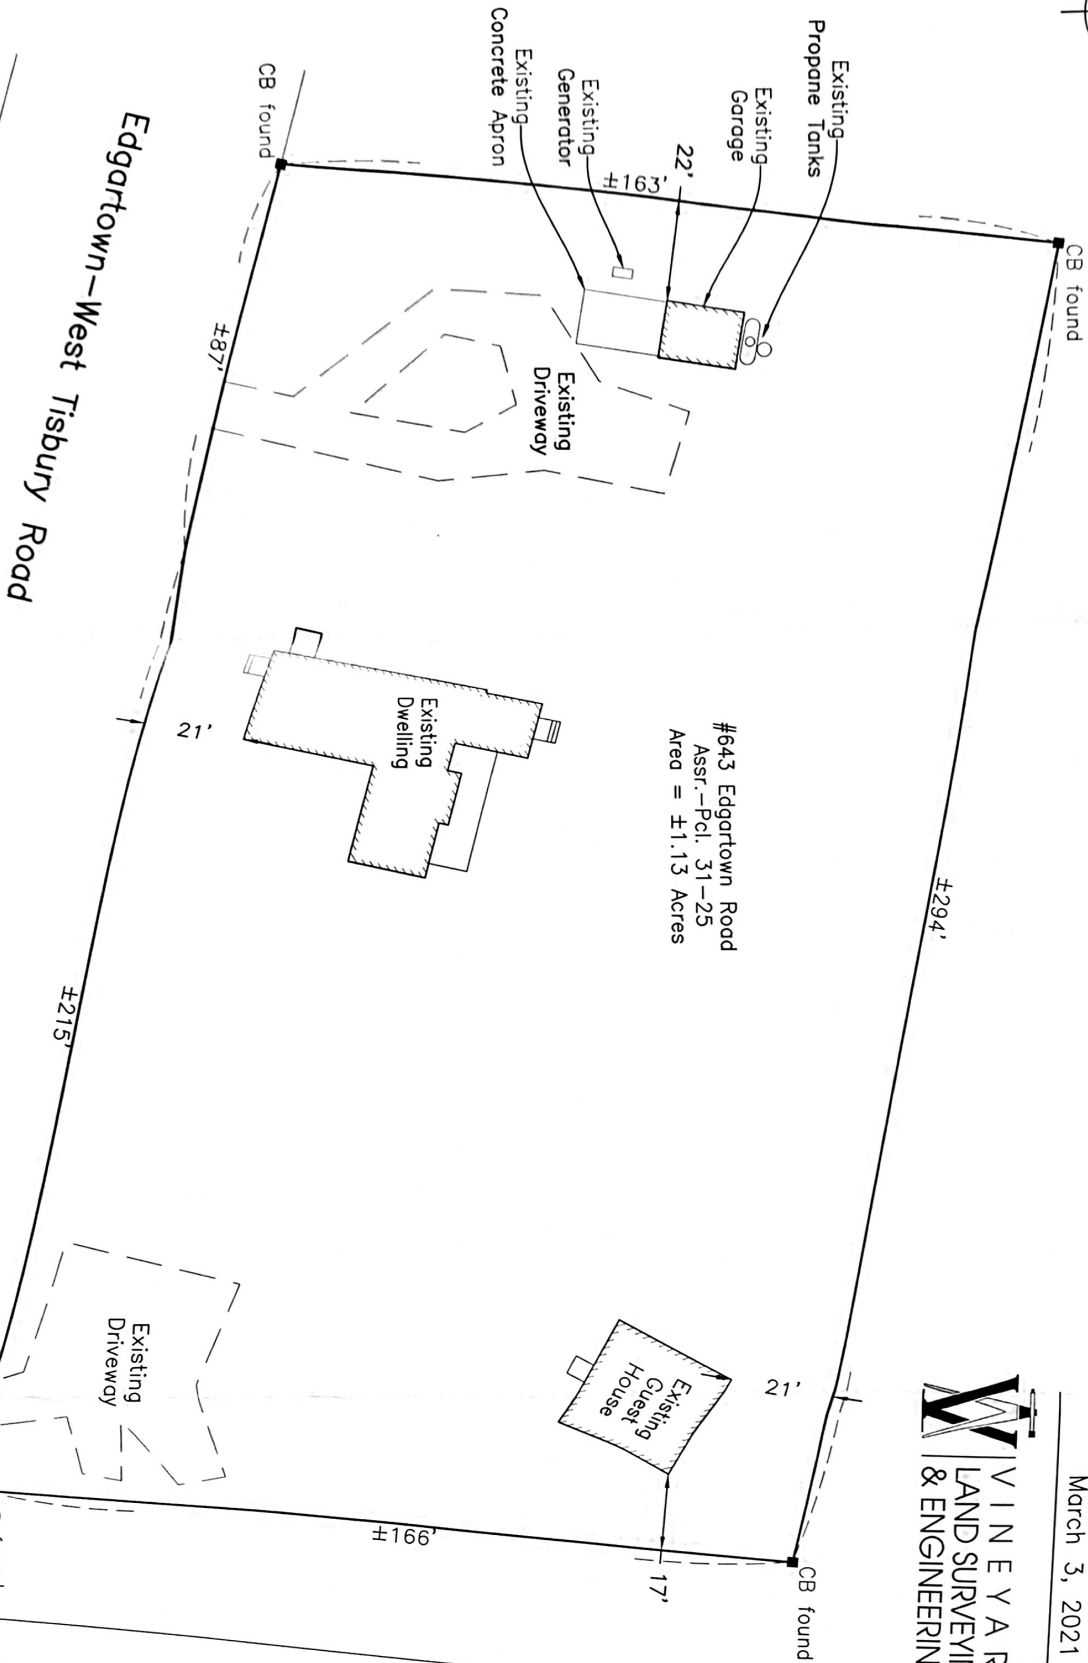 March 3, 2021
VINEYAR
LAND SURVEYI
& ENGINEERIN
CB found
±294'
21'
CB found
Existing
Propane Tanks
Existing
Garage
22'
±163'
Existing
Generator
Existing
Concrete Apron
CB found
Existing
Driveway
#643 Edgartown Road
Assr.-Pcl. 31-25
Area = ±1.13 Acres
Existing
Guest
House
17'
Existing
Dwelling
±87'
21'
±215'
Existing
Driveway
±166'
Edgartown-West Tisbury Road